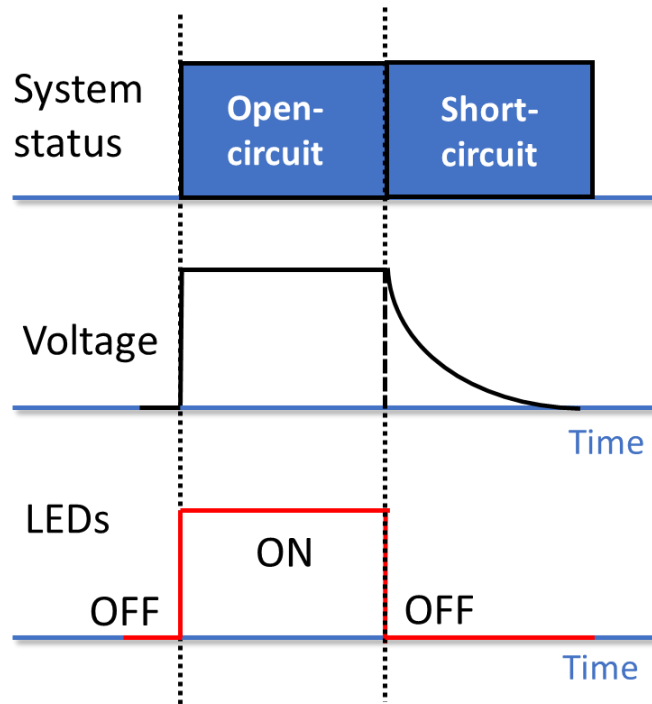 System
status
Open-
circuit
Short-
circuit
Voltage
Time
LEDs
ON
OFF
OFF
Time